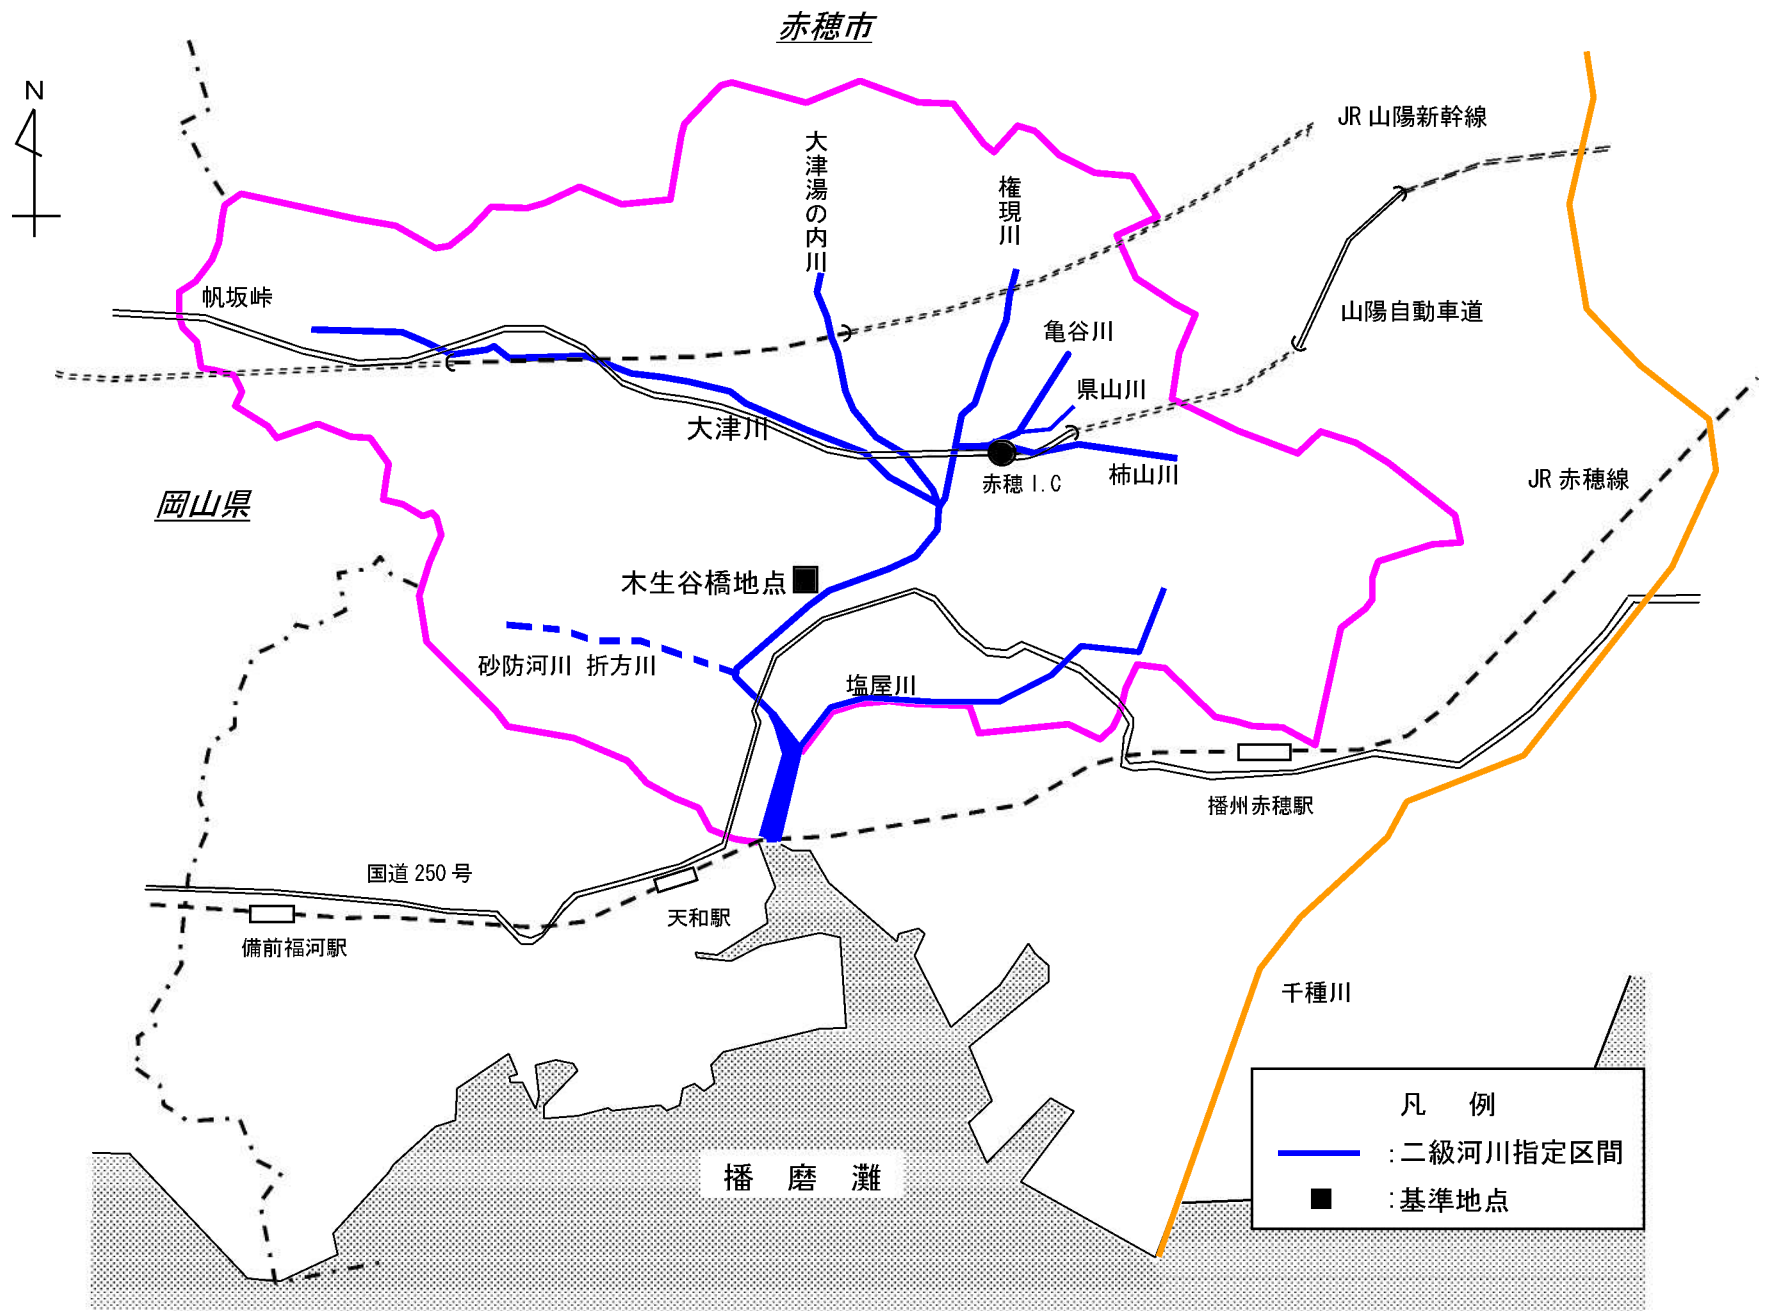 赤穂市
N
JR 山陽新幹線
大津湯の内川
権現川
帆坂峠
山陽自動車道
亀谷川
県山川
大津川
柿山川
赤穂 I.C
JR 赤穂線
岡山県
木生谷橋地点
砂防河川 折方川
塩屋川
播州赤穂駅
国道 250 号
天和駅
備前福河駅
千種川
播 磨 灘
凡 例
:二級河川指定区間
:基準地点